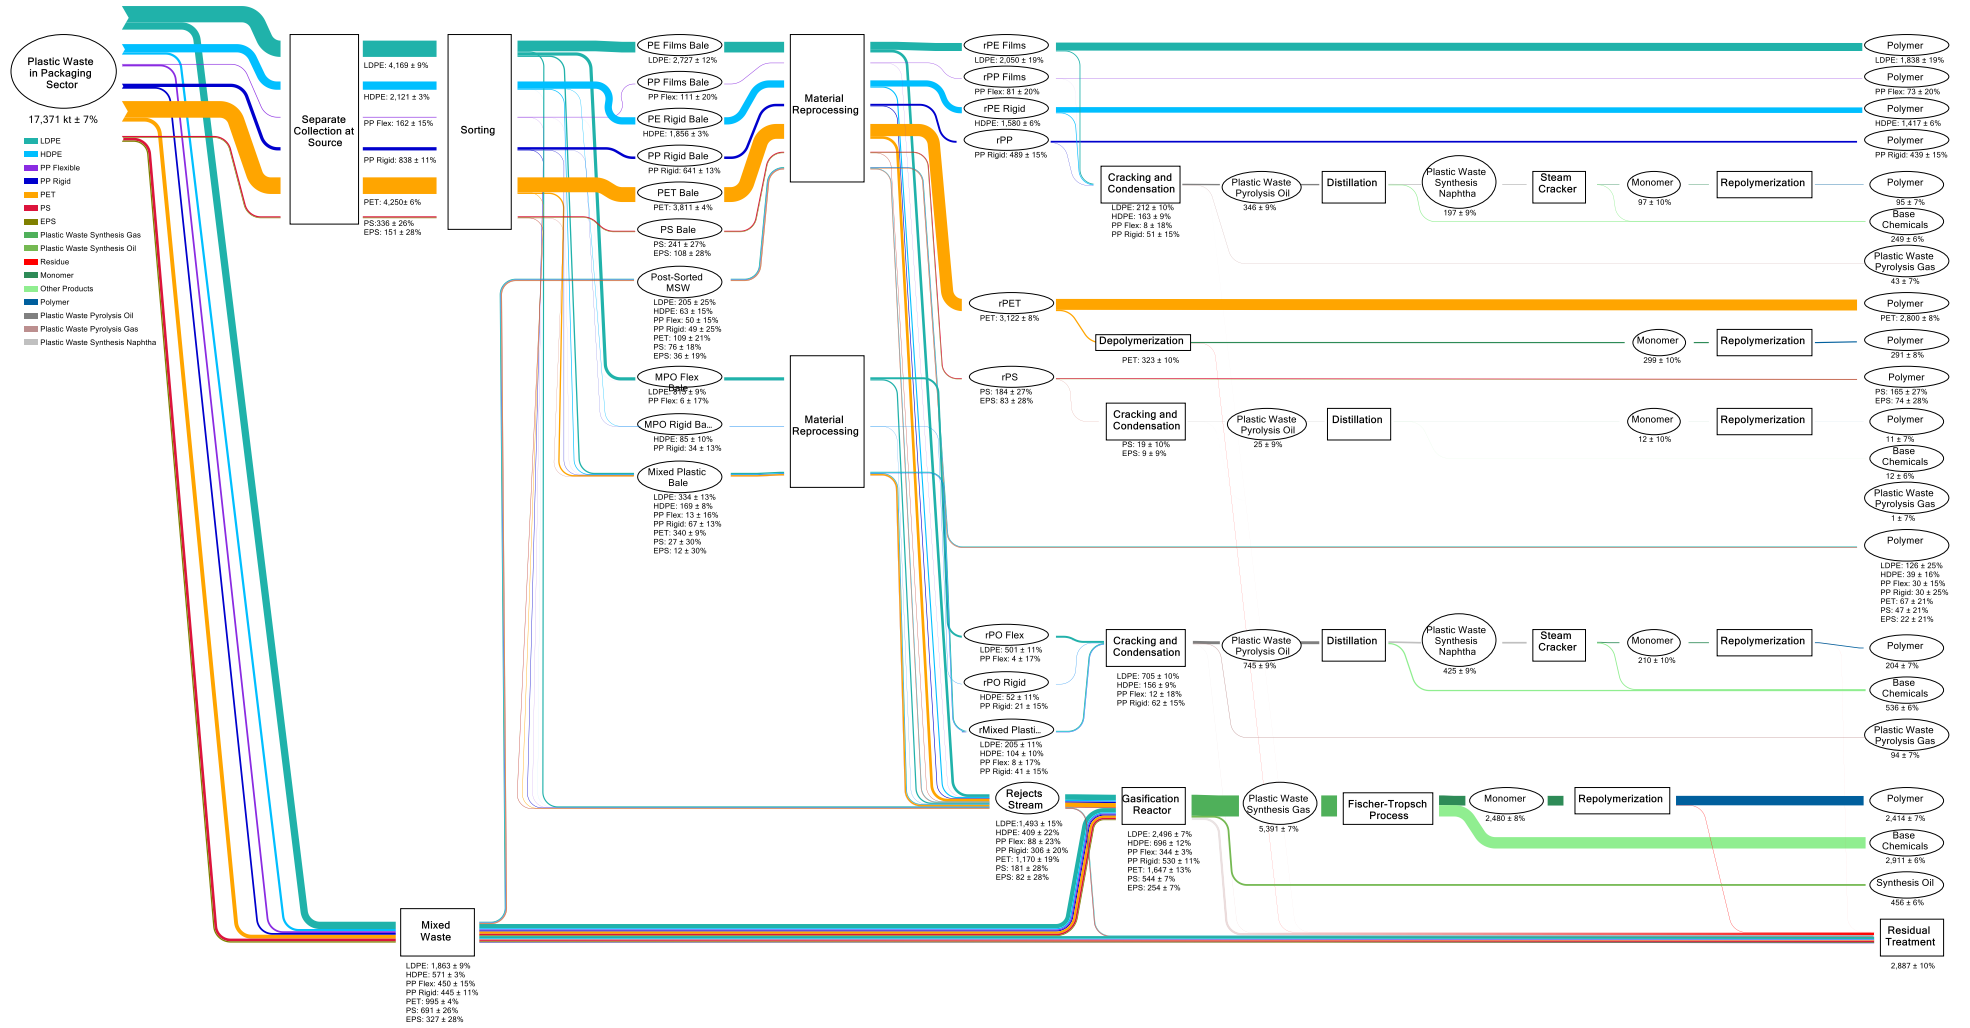 Plastic Waste
in Packaging
Sector
17,371 kt ± 7%
LDPE
HDPE
PP Flexible
PP Rigid
PET
PS
EPS
Plastic Waste Synthesis Gas
Plastic Waste Synthesis Oil
Residue
Monomer
Other Products
Polymer
Plastic Waste Pyrolysis Oil
Plastic Waste Pyrolysis Gas
Plastic Waste Synthesis Naphtha
Separate
Collection at
Source
LDPE: 4,169 ± 9%
HDPE: 2,121 ± 3%
PP Flex: 162 ± 15%
PP Rigid: 838 ± 11%
PET: 4,250± 6%
PS:336 ± 26%
EPS: 151 ± 28%
Sorting
PE Films Bale
LDPE: 2,727 ± 12%
PP Films Bale
PP Flex: 111 ± 20%
PE Rigid Bale
HDPE: 1,856 ± 3%
PP Rigid Bale
PP Rigid: 641 ± 13%
PET Bale
PET: 3,811 ± 4%
PS Bale
PS: 241 ± 27%
EPS: 108 ± 28%
Post-Sorted
MSW
LDPE: 205 ± 25%
HDPE: 63 ± 15%
PP Flex: 50 ± 15%
PP Rigid: 49 ± 25%
PET: 109 ± 21%
PS: 76 ± 18%
EPS: 36 ± 19%
MPO Flex
Bale
LDPE: 815 ± 9%
PP Flex: 6 ± 17%
MPO Rigid Ba...
HDPE: 85 ± 10%
PP Rigid: 34 ± 13%
Mixed Plastic
Bale
LDPE: 334 ± 13%
HDPE: 169 ± 8%
PP Flex: 13 ± 16%
PP Rigid: 67 ± 13%
PET: 340 ± 9%
PS: 27 ± 30%
EPS: 12 ± 30%
Material
Reprocessing
Material
Reprocessing
rPE Films
LDPE: 2,050 ± 19%
rPP Films
PP Flex: 81 ± 20%
rPE Rigid
HDPE: 1,580 ± 6%
rPP
PP Rigid: 489 ± 15%
Cracking and
Condensation
LDPE: 212 ± 10%
HDPE: 163 ± 9%
PP Flex: 8 ± 18%
PP Rigid: 51 ± 15%
Plastic Waste
Pyrolysis Oil
346 ± 9%
Distillation
Plastic Waste
Synthesis
Naphtha
197 ± 9%
Steam
Cracker
Monomer
97 ± 10%
Repolymerization
Polymer
LDPE: 1,838 ± 19%
Polymer
PP Flex: 73 ± 20%
Polymer
HDPE: 1,417 ± 6%
Polymer
PP Rigid: 439 ± 15%
Polymer
95 ± 7%
Base
Chemicals
249 ± 6%
Plastic Waste
Pyrolysis Gas
43 ± 7%
rPET
PET: 3,122 ± 8%
Polymer
PET: 2,800 ± 8%
Depolymerization
PET: 323 ± 10%
Monomer
299 ± 10%
Repolymerization
Polymer
291 ± 8%
rPS
PS: 184 ± 27%
EPS: 83 ± 28%
Polymer
PS: 165 ± 27%
EPS: 74 ± 28%
Cracking and
Condensation
PS: 19 ± 10%
EPS: 9 ± 9%
Plastic Waste
Pyrolysis Oil
25 ± 9%
Distillation
Monomer
12 ± 10%
Repolymerization
Polymer
11 ± 7%
Base
Chemicals
12 ± 6%
Plastic Waste
Pyrolysis Gas
1 ± 7%
Polymer
LDPE: 126 ± 25%
HDPE: 39 ± 16%
PP Flex: 30 ± 15%
PP Rigid: 30 ± 25%
PET: 67 ± 21%
PS: 47 ± 21%
EPS: 22 ± 21%
rPO Flex
LDPE: 501 ± 11%
PP Flex: 4 ± 17%
rPO Rigid
HDPE: 52 ± 11%
PP Rigid: 21 ± 15%
rMixed Plasti...
LDPE: 205 ± 11%
HDPE: 104 ± 10%
PP Flex: 8 ± 17%
PP Rigid: 41 ± 15%
Cracking and
Condensation
LDPE: 705 ± 10%
HDPE: 156 ± 9%
PP Flex: 12 ± 18%
PP Rigid: 62 ± 15%
Plastic Waste
Pyrolysis Oil
745 ± 9%
Distillation
Plastic Waste
Synthesis
Naphtha
425 ± 9%
Steam
Cracker
Monomer
210 ± 10%
Repolymerization
Polymer
204 ± 7%
Base
Chemicals
536 ± 6%
Plastic Waste
Pyrolysis Gas
94 ± 7%
Rejects
Stream
LDPE:1,493 ± 15%
HDPE: 409 ± 22%
PP Flex: 88 ± 23%
PP Rigid: 306 ± 20%
PET: 1,170 ± 19%
PS: 181 ± 28%
EPS: 82 ± 28%
Gasification
Reactor
LDPE: 2,496 ± 7%
HDPE: 696 ± 12%
PP Flex: 344 ± 3%
PP Rigid: 530 ± 11%
PET: 1,647 ± 13%
PS: 544 ± 7%
EPS: 254 ± 7%
Plastic Waste
Synthesis Gas
5,391 ± 7%
Fischer-Tropsch
Process
Monomer
2,480 ± 8%
Repolymerization
Polymer
2,414 ± 7%
Base
Chemicals
2,911 ± 6%
Synthesis Oil
456 ± 6%
Residual
Treatment
2,887 ± 10%
Mixed
Waste
LDPE: 1,863 ± 9%
HDPE: 571 ± 3%
PP Flex: 450 ± 15%
PP Rigid: 445 ± 11%
PET: 995 ± 4%
PS: 691 ± 26%
EPS: 327 ± 28%